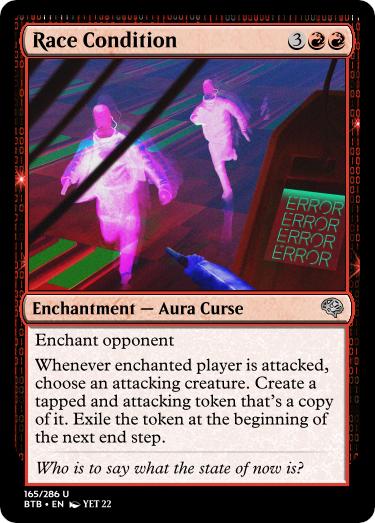 Race Condition 3
ERROR
ERROR
ERROR
ERROR
Enchantment — Aura Curse
Enchant opponent
Whenever enchanted player is attacked,
choose an attacking creature. Create a
tapped and attacking token that's a copy
of it. Exile the token at the beginning of
the next end step.
Who is to say what the state of now is?
165/286 U
BTB • EN YET 22